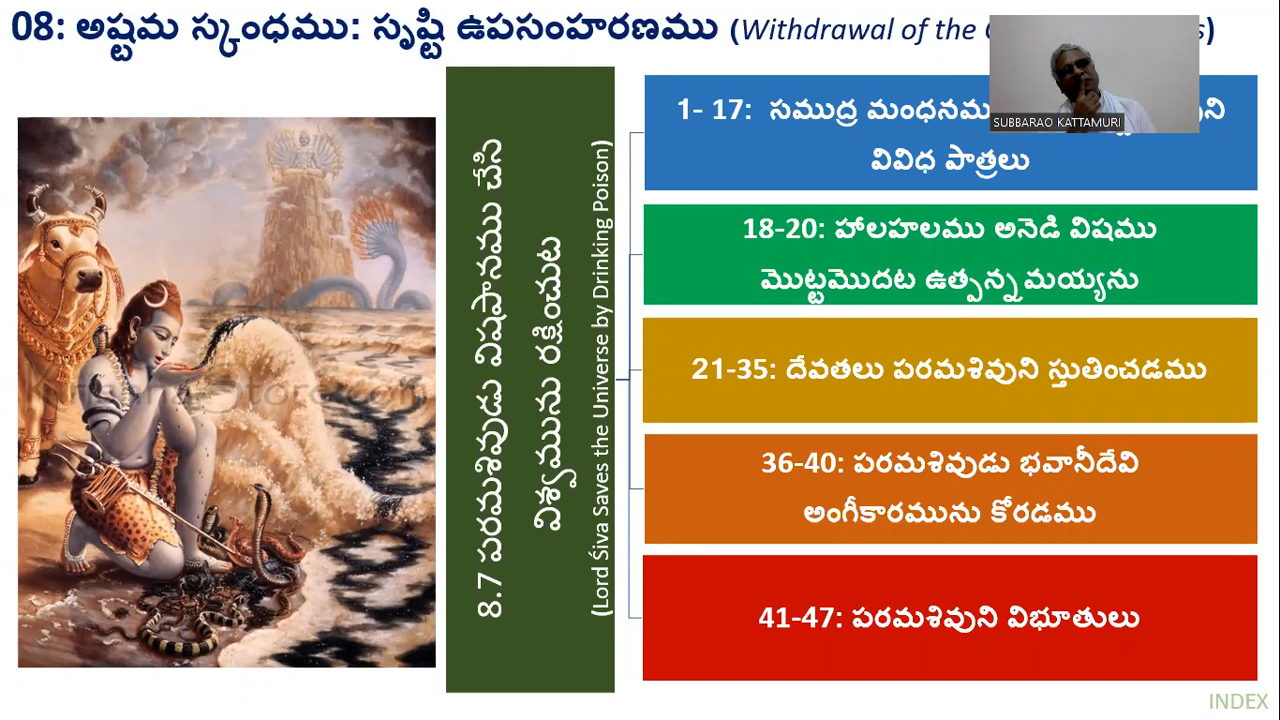 08: అష్టమ స్కంధము: సృష్టి ఉపసంహరణము (Withdrawal of the s)
SUBBARAO KATTAMURI
8.7 పరమశివుడు విషపానము చేసి
విశ్వమును రక్షించుట
(Lord Śiva Saves the Universe by Drinking Poison)
1- 17: సముద్ర మంధనము
వివిధ పాత్రలు
18-20: హాలహలము అనెడి విషము
మొట్టమొదట ఉత్పన్నమయ్యను
21-35: దేవతలు పరమశివుని స్తుతించడము
36-40: పరమశివుడు భవానీదేవి
అంగీకారమును కోరడము
41-47: పరమశివుని విభూతులు
INDEX